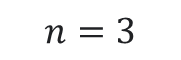 n = 3